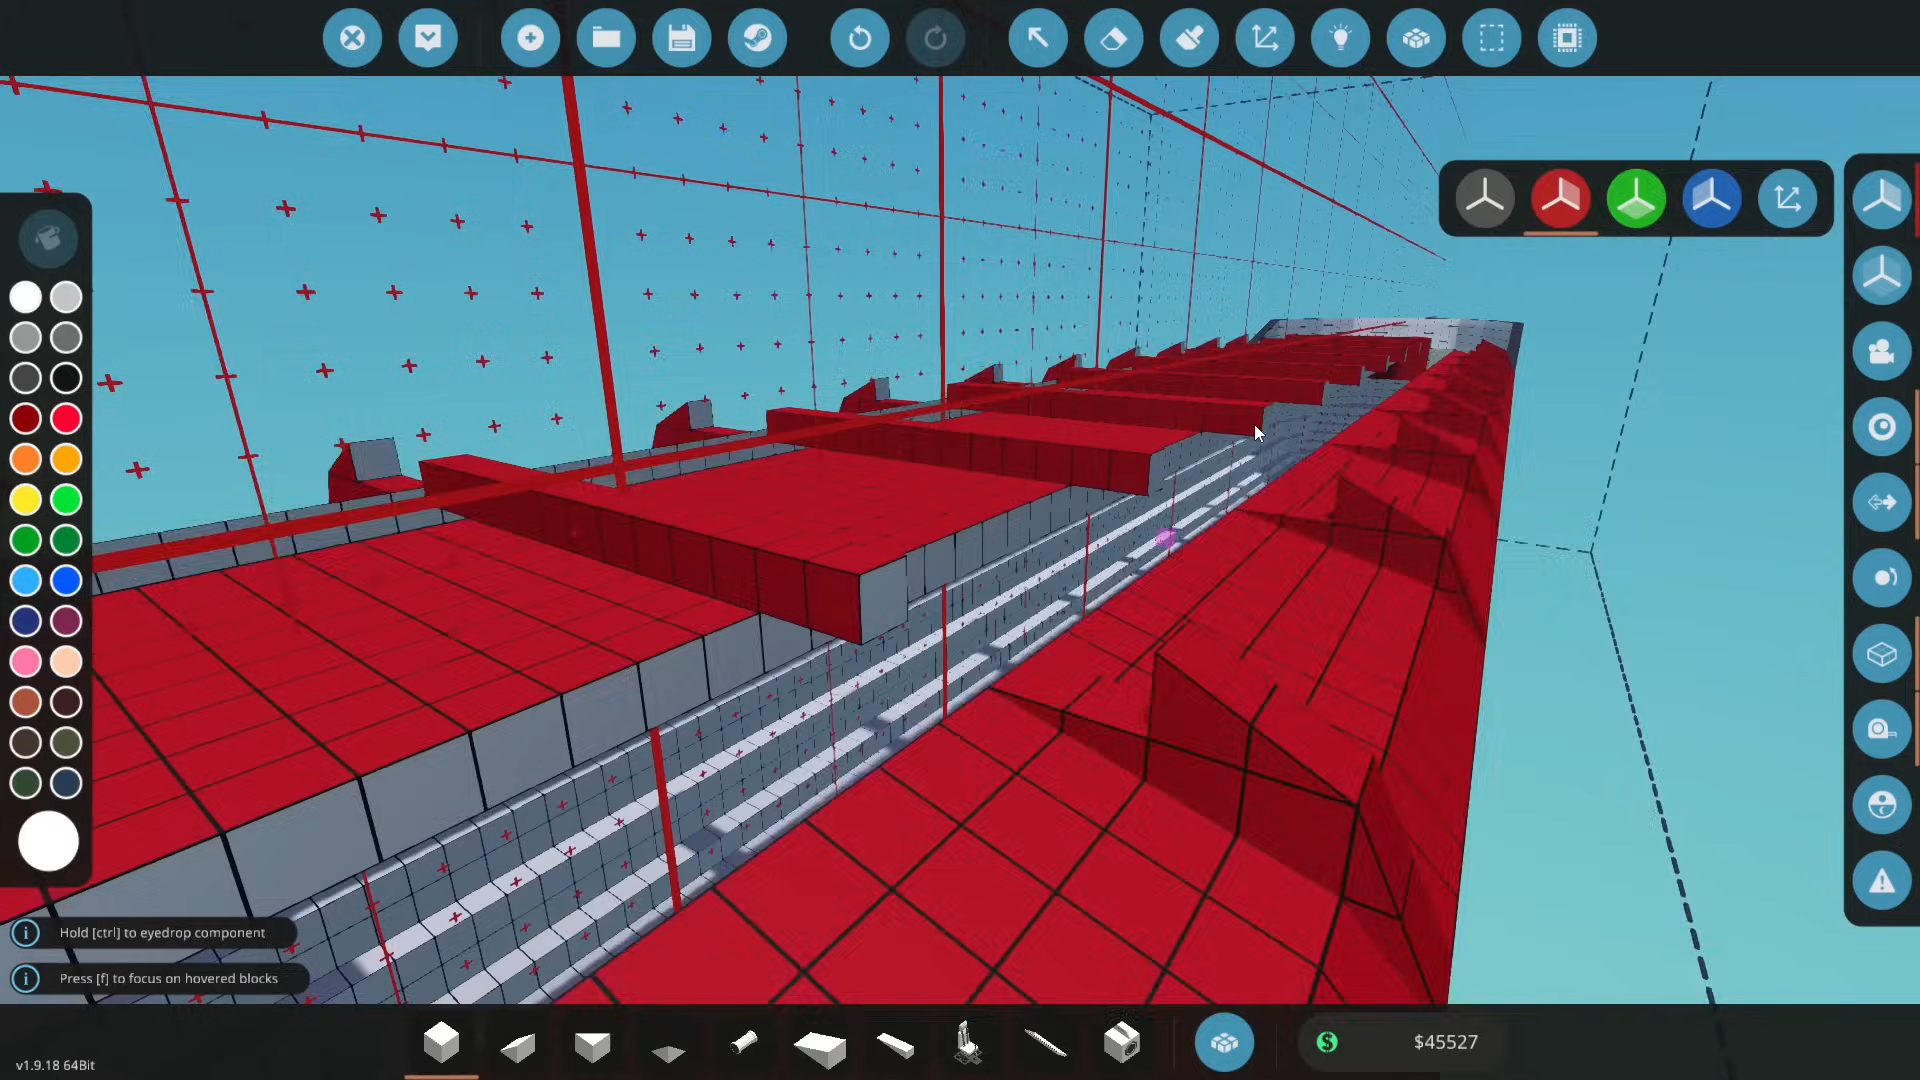 Hold [ctrl] to eyedrop component
Press [f] to focus on hovered blocks
v1.9.18 64Bit
$45527